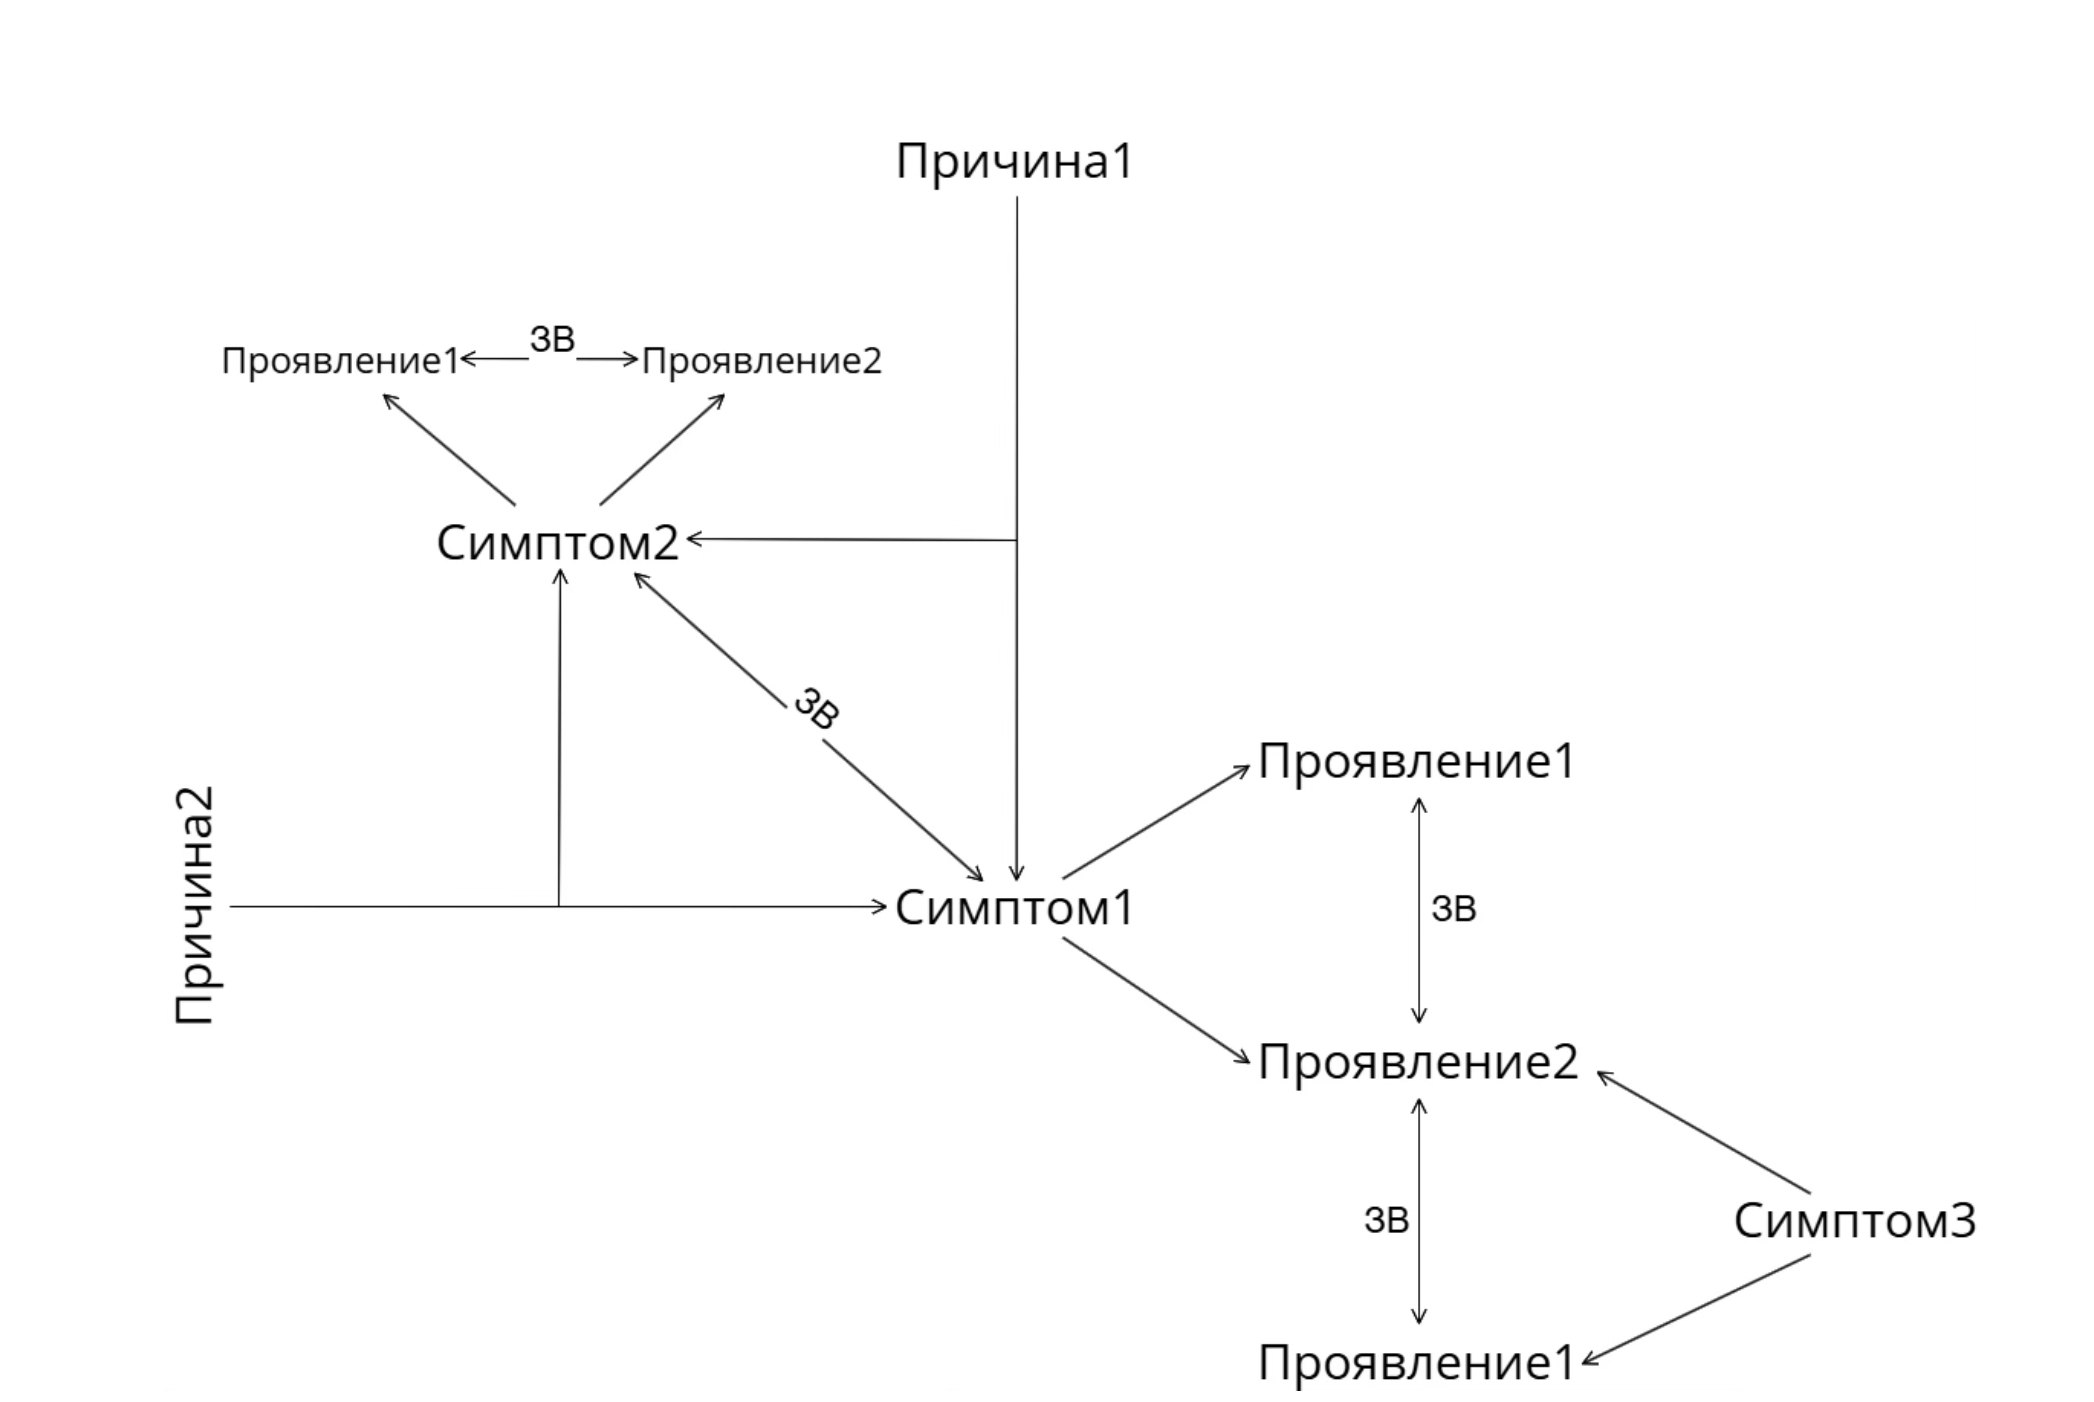 Причина1
Проявление1
ЗВ
Проявление2
Симптом2
ЗВ
Причина2
Симптом1
Проявление1
ЗВ
Проявление2
ЗВ
Симптом3
Проявление1